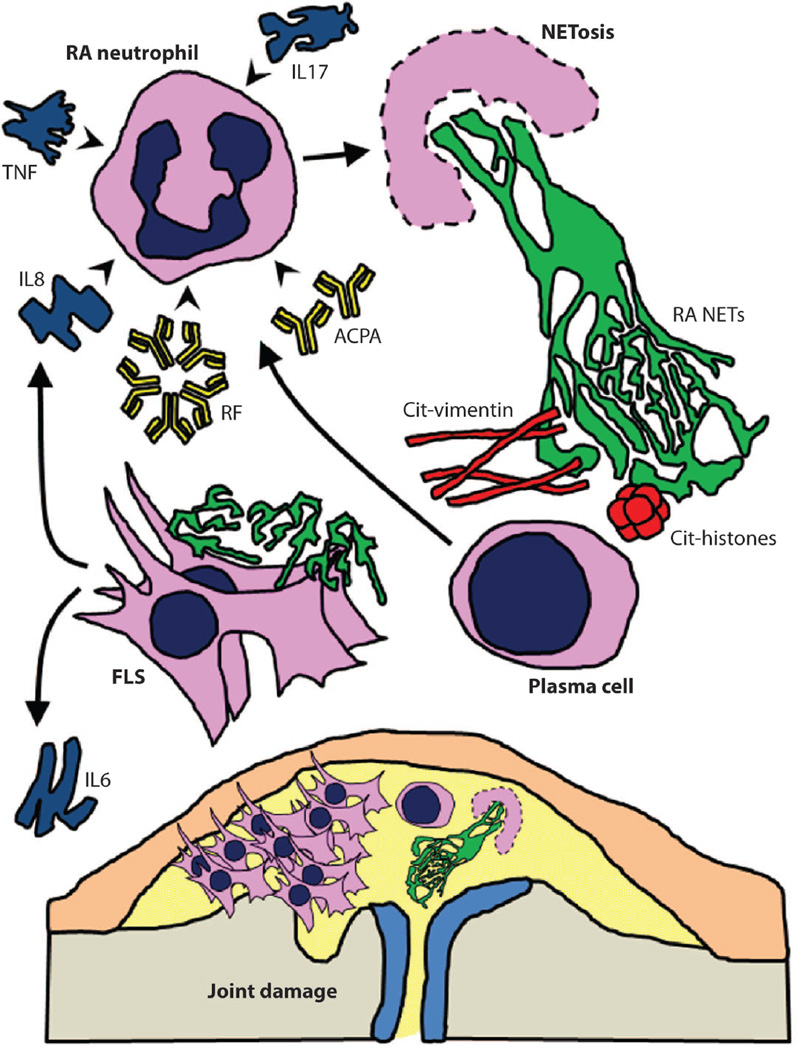 NETosis
RA neutrophil
IL17
TNF
IL8
ACPA
RF
RA NETs
Cit-vimentin
Cit-histones
FLS
Plasma cell
IL6
Joint damage